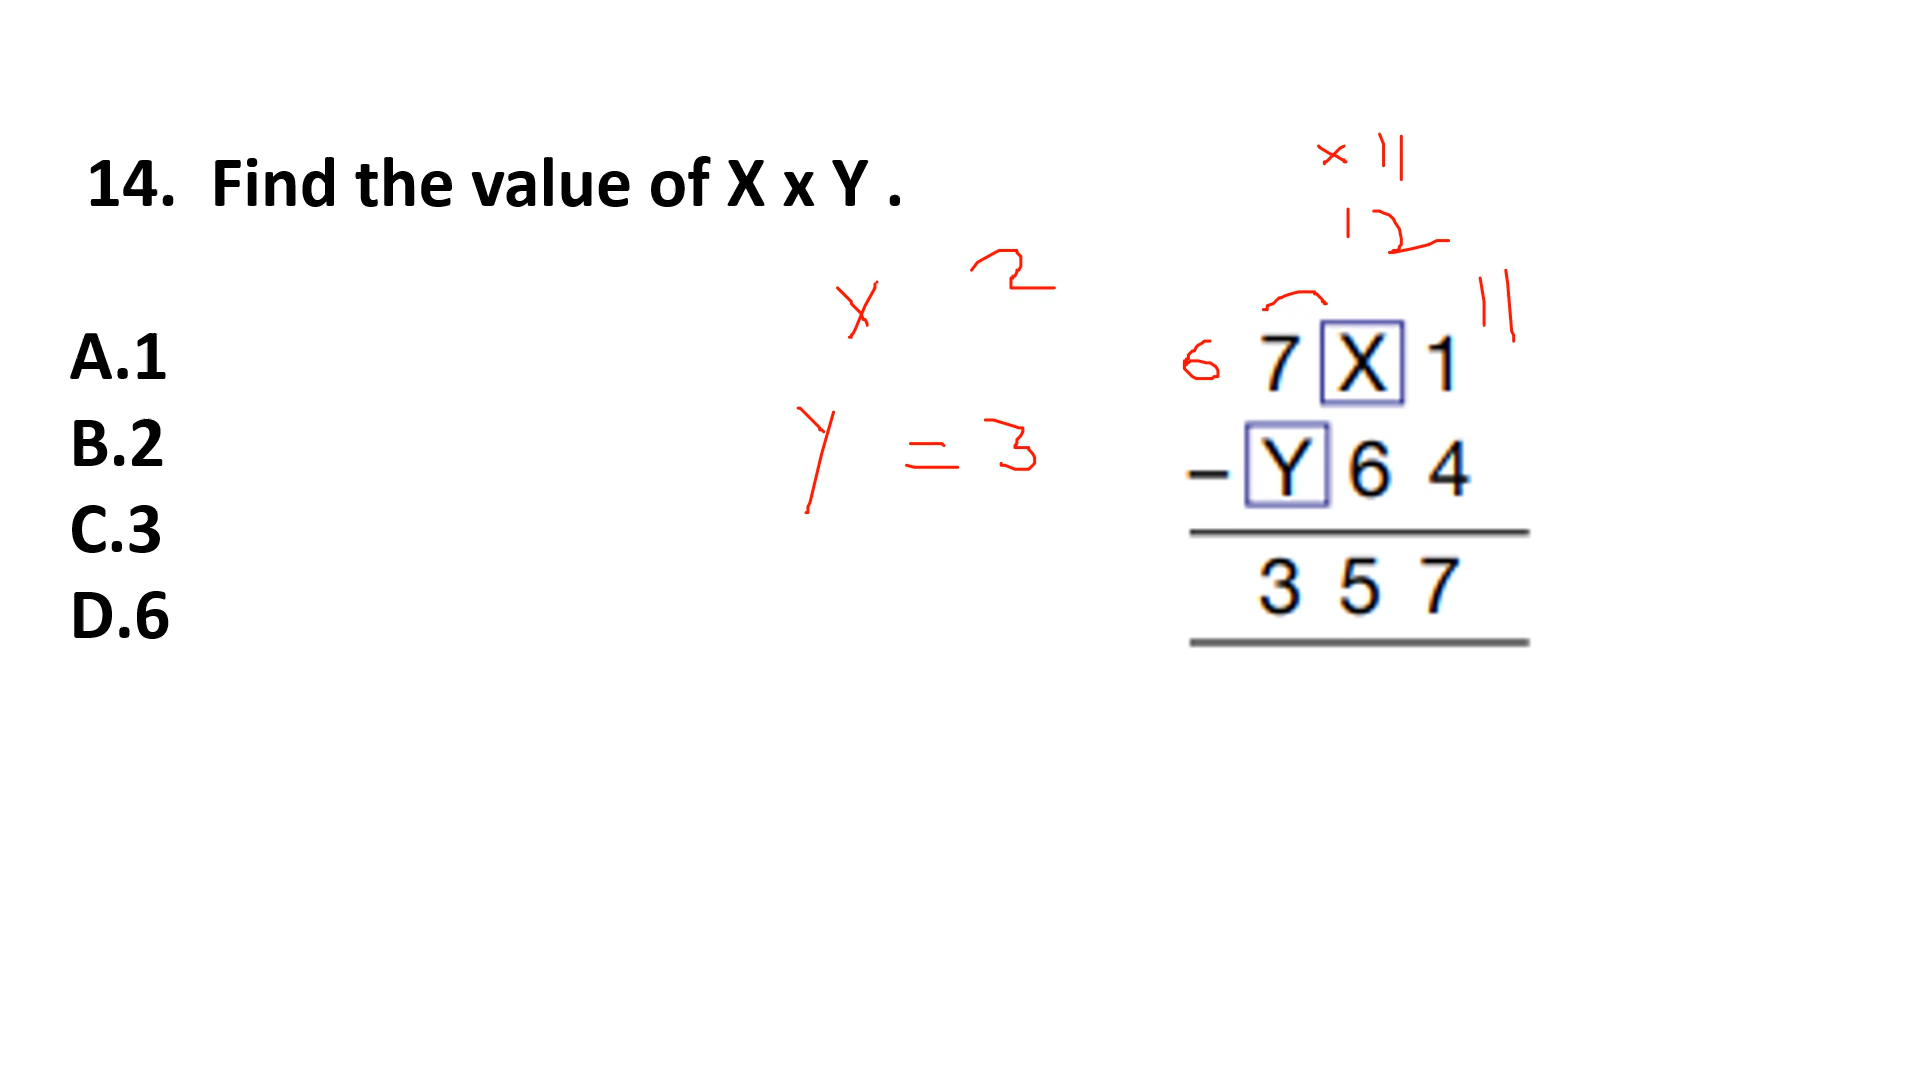 14. Find the value of X x Y .
A.1
B.2
C.3
D.6
x 11
12
x 2
y = 3
11
6 7 X 1
– Y 6 4
3 5 7